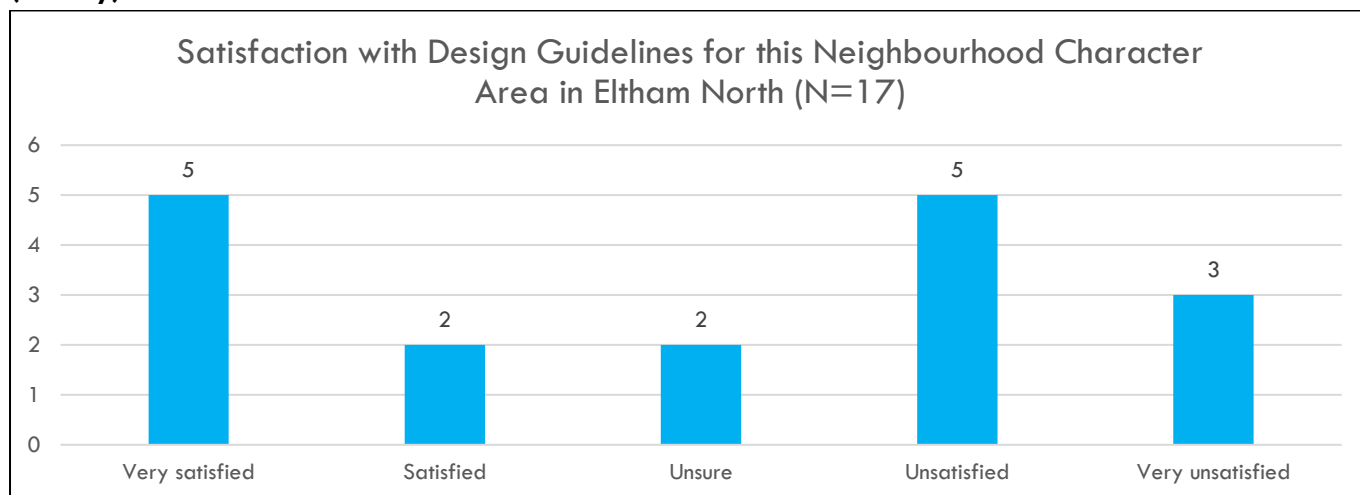 Satisfaction with Design Guidelines for this Neighbourhood Character
Area in Eltham North (N=17)
6
5
4
3
2
1
0
5
2
2
5
3
Very satisfied
Satisfied
Unsure
Unsatisfied
Very unsatisfied